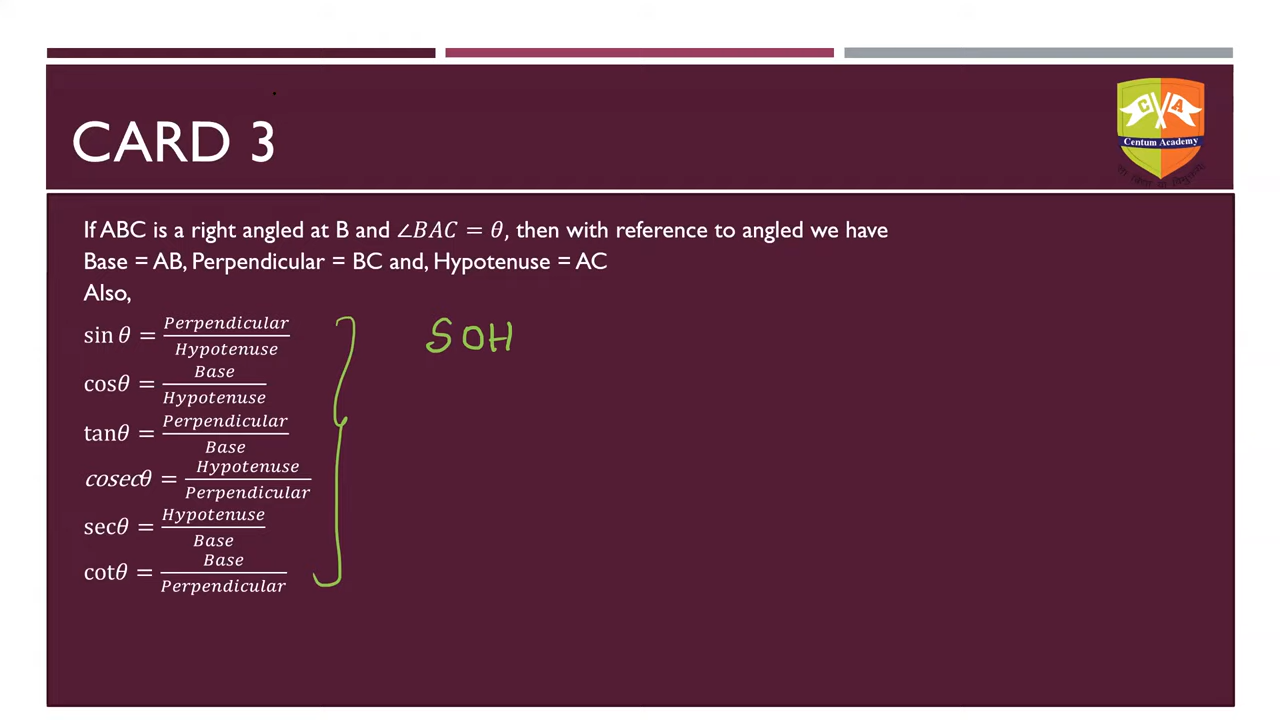 CARD 3
C A
Centum Academy
If ABC is a right angled at B and ∠BAC = θ, then with reference to angled we have
Base = AB, Perpendicular = BC and, Hypotenuse = AC
Also,
sin θ = Perpendicular / Hypotenuse
SOH
cosθ = Base / Hypotenuse
tanθ = Perpendicular / Base
cosecθ = Hypotenuse / Perpendicular
secθ = Hypotenuse / Base
cotθ = Base / Perpendicular